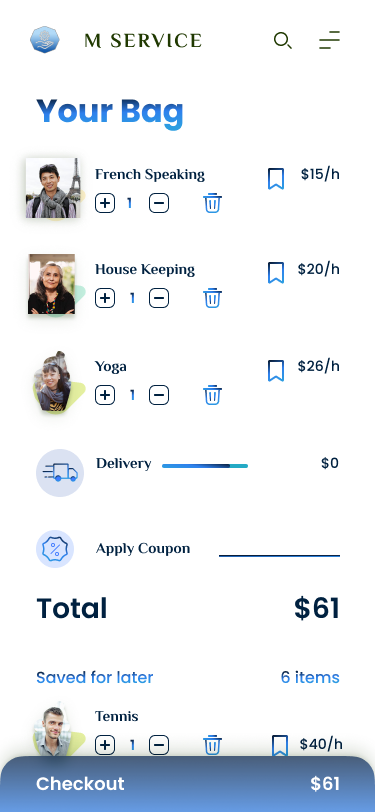 M SERVICE
Your Bag
French Speaking
$15/h
1
House Keeping
$20/h
1
Yoga
$26/h
1
Delivery
$0
Apply Coupon
Total
$61
Saved for later
6 items
Tennis
1
$40/h
Checkout
$61